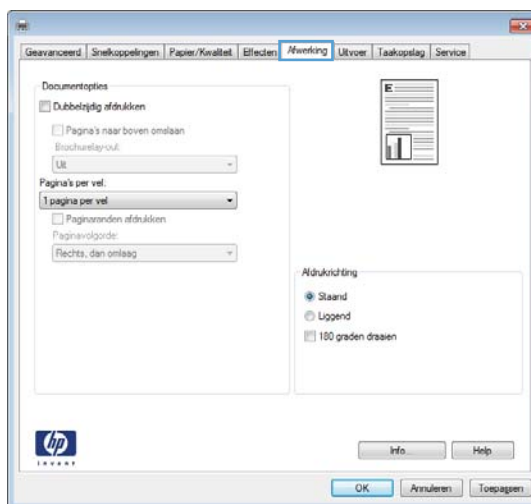 Geavanceerd Snelkoppelingen Papier/Kwaliteit Effecten Afwerking Uitvoer Taakopslag Service
Documentopties
Dubbelzijdig afdrukken
Pagina's naar boven omslaan
Brochurelay-out:
Uit
Pagina's per vel:
1 pagina per vel
Paginaranden afdrukken
Paginavolgorde:
Rechts, dan omlaag
E
Afdrukrichting
Staand
Liggend
180 graden draaien
hp
invent
Info... Help
OK Annuleren Toepassen